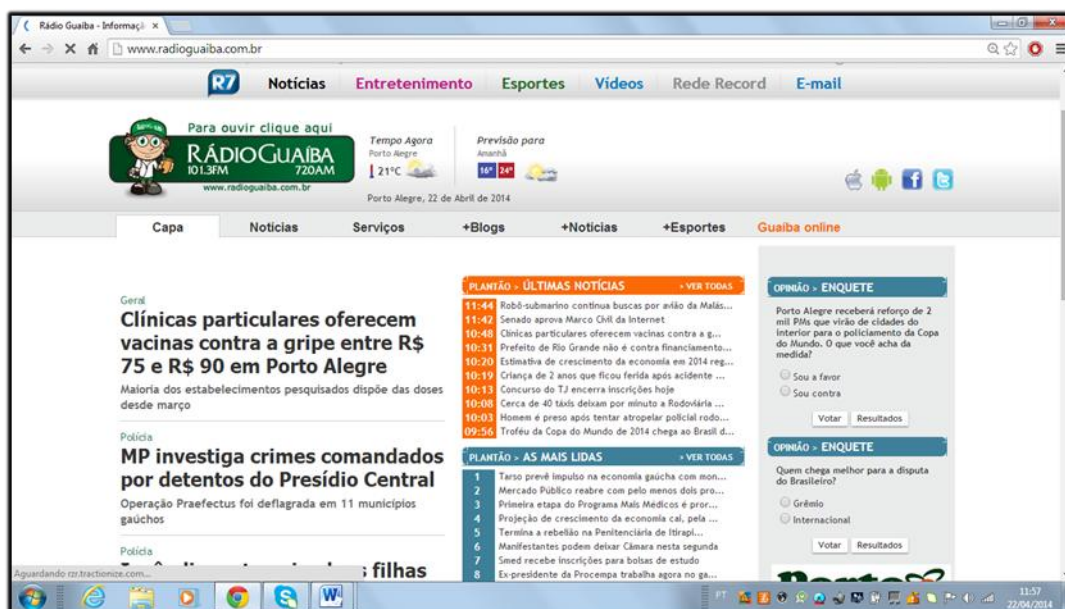 Rádio Guaíba - Informaçã
www.radioguaiba.com.br
R7 Notícias Entretenimento Esportes Vídeos Rede Record E-mail
Para ouvir clique aqui
RÁDIO GUAÍBA
101.3FM 720AM
www.radioguaiba.com.br
Tempo Agora
Porto Alegre
21ºC
Previsão para
Amanhã
16° 24°
Porto Alegre, 22 de Abril de 2014
Capa Notícias Serviços +Blogs +Notícias +Esportes Guaíba online
Geral
Clínicas particulares oferecem
vacinas contra a gripe entre R$
75 e R$ 90 em Porto Alegre
Maioria dos estabelecimentos pesquisados dispõe das doses
desde março
Polícia
MP investiga crimes comandados
por detentos do Presídio Central
Operação Praefectus foi deflagrada em 11 municípios
gaúchos
Polícia
filhas
PLANTÃO > ÚLTIMAS NOTÍCIAS > VER TODAS
11:44 Robô-submarino continua buscas por avião da Malás...
11:42 Senado aprova Marco Civil da Internet
10:48 Clínicas particulares oferecem vacinas contra a g...
10:31 Prefeito de Rio Grande não é contra financiamento...
10:20 Estimativa de crescimento da economia em 2014 reg...
10:19 Criança de 2 anos que ficou ferida após acidente ...
10:13 Concurso do TJ encerra inscrições hoje
10:08 Cerca de 40 táxis deixam por minuto a Rodoviária ...
10:03 Homem é preso após tentar atropelar policial rodo...
09:56 Troféu da Copa do Mundo de 2014 chega ao Brasil d...
PLANTÃO > AS MAIS LIDAS > VER TODAS
1 Tarso prevê impulso na economia gaúcha com mon...
2 Mercado Público reabre com pelo menos dois pro...
3 Primeira etapa do Programa Mais Médicos é pror...
4 Projeção de crescimento da economia cai, pela ...
5 Termina a rebelião na Penitenciária de Itirapi...
6 Manifestantes podem deixar Câmara nesta segunda
7 Smed recebe inscrições para bolsas de estudo
8 Ex-presidente da Procempa trabalha agora no ga...
OPINIÃO > ENQUETE
Porto Alegre receberá reforço de 2
mil PMs que virão de cidades do
interior para o policiamento da Copa
do Mundo. O que você acha da
medida?
Sou a favor
Sou contra
Votar Resultados
OPINIÃO > ENQUETE
Quem chega melhor para a disputa
do Brasileiro?
Grêmio
Internacional
Votar Resultados
Aguardando rzr.tractionize.com...
PT
11:57
22/04/2014